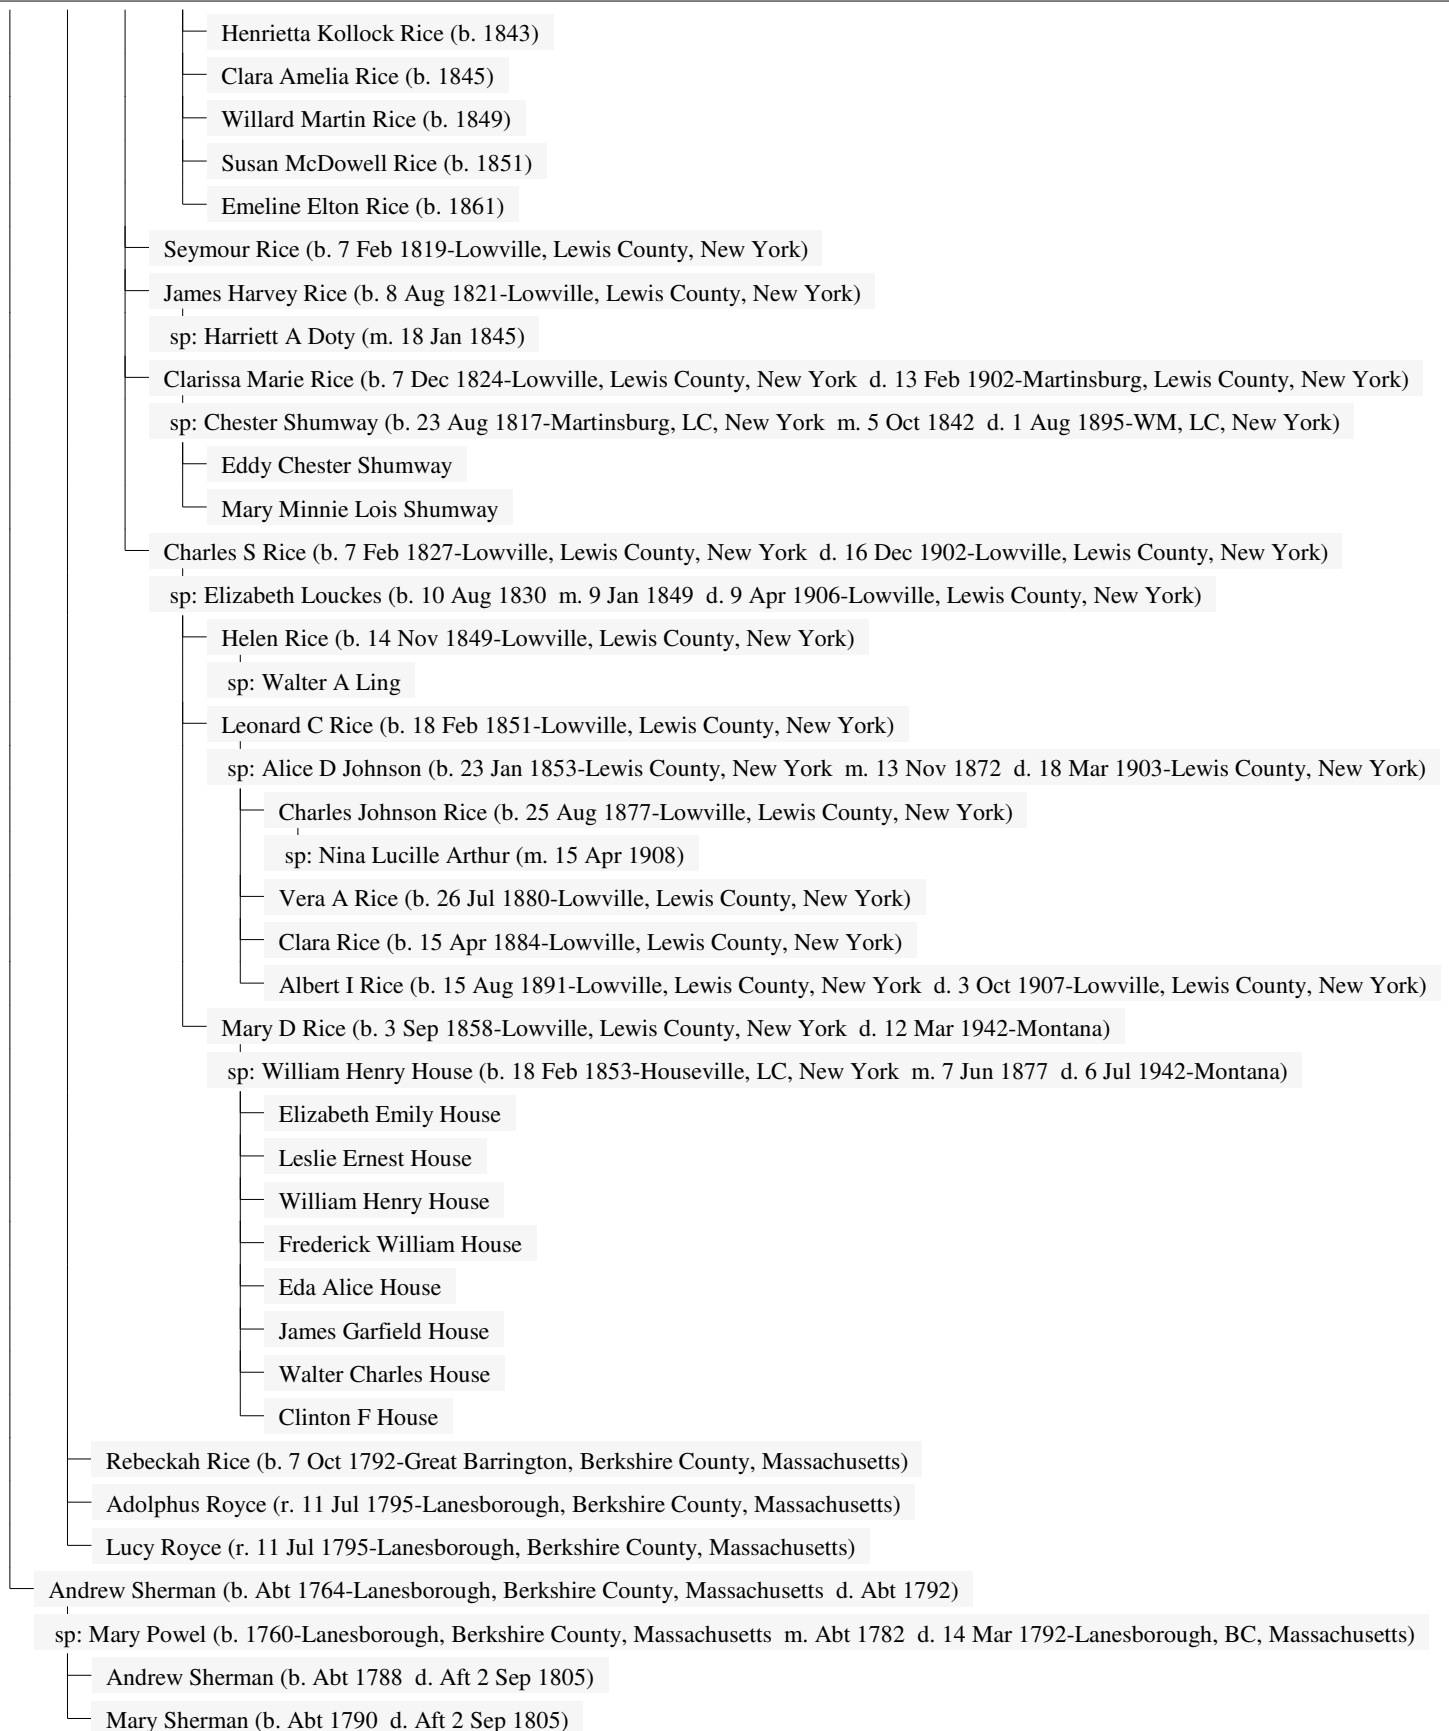 Henrietta Kollock Rice (b. 1843)
Clara Amelia Rice (b. 1845)
Willard Martin Rice (b. 1849)
Susan McDowell Rice (b. 1851)
Emeline Elton Rice (b. 1861)
Seymour Rice (b. 7 Feb 1819-Lowville, Lewis County, New York)
James Harvey Rice (b. 8 Aug 1821-Lowville, Lewis County, New York)
sp: Harriett A Doty (m. 18 Jan 1845)
Clarissa Marie Rice (b. 7 Dec 1824-Lowville, Lewis County, New York d. 13 Feb 1902-Martinsburg, Lewis County, New York)
sp: Chester Shumway (b. 23 Aug 1817-Martinsburg, LC, New York m. 5 Oct 1842 d. 1 Aug 1895-WM, LC, New York)
Eddy Chester Shumway
Mary Minnie Lois Shumway
Charles S Rice (b. 7 Feb 1827-Lowville, Lewis County, New York d. 16 Dec 1902-Lowville, Lewis County, New York)
sp: Elizabeth Louckes (b. 10 Aug 1830 m. 9 Jan 1849 d. 9 Apr 1906-Lowville, Lewis County, New York)
Helen Rice (b. 14 Nov 1849-Lowville, Lewis County, New York)
sp: Walter A Ling
Leonard C Rice (b. 18 Feb 1851-Lowville, Lewis County, New York)
sp: Alice D Johnson (b. 23 Jan 1853-Lewis County, New York m. 13 Nov 1872 d. 18 Mar 1903-Lewis County, New York)
Charles Johnson Rice (b. 25 Aug 1877-Lowville, Lewis County, New York)
sp: Nina Lucille Arthur (m. 15 Apr 1908)
Vera A Rice (b. 26 Jul 1880-Lowville, Lewis County, New York)
Clara Rice (b. 15 Apr 1884-Lowville, Lewis County, New York)
Albert I Rice (b. 15 Aug 1891-Lowville, Lewis County, New York d. 3 Oct 1907-Lowville, Lewis County, New York)
Mary D Rice (b. 3 Sep 1858-Lowville, Lewis County, New York d. 12 Mar 1942-Montana)
sp: William Henry House (b. 18 Feb 1853-Houseville, LC, New York m. 7 Jun 1877 d. 6 Jul 1942-Montana)
Elizabeth Emily House
Leslie Ernest House
William Henry House
Frederick William House
Eda Alice House
James Garfield House
Walter Charles House
Clinton F House
Rebeckah Rice (b. 7 Oct 1792-Great Barrington, Berkshire County, Massachusetts)
Adolphus Royce (r. 11 Jul 1795-Lanesborough, Berkshire County, Massachusetts)
Lucy Royce (r. 11 Jul 1795-Lanesborough, Berkshire County, Massachusetts)
Andrew Sherman (b. Abt 1764-Lanesborough, Berkshire County, Massachusetts d. Abt 1792)
sp: Mary Powel (b. 1760-Lanesborough, Berkshire County, Massachusetts m. Abt 1782 d. 14 Mar 1792-Lanesborough, BC, Massachusetts)
Andrew Sherman (b. Abt 1788 d. Aft 2 Sep 1805)
Mary Sherman (b. Abt 1790 d. Aft 2 Sep 1805)